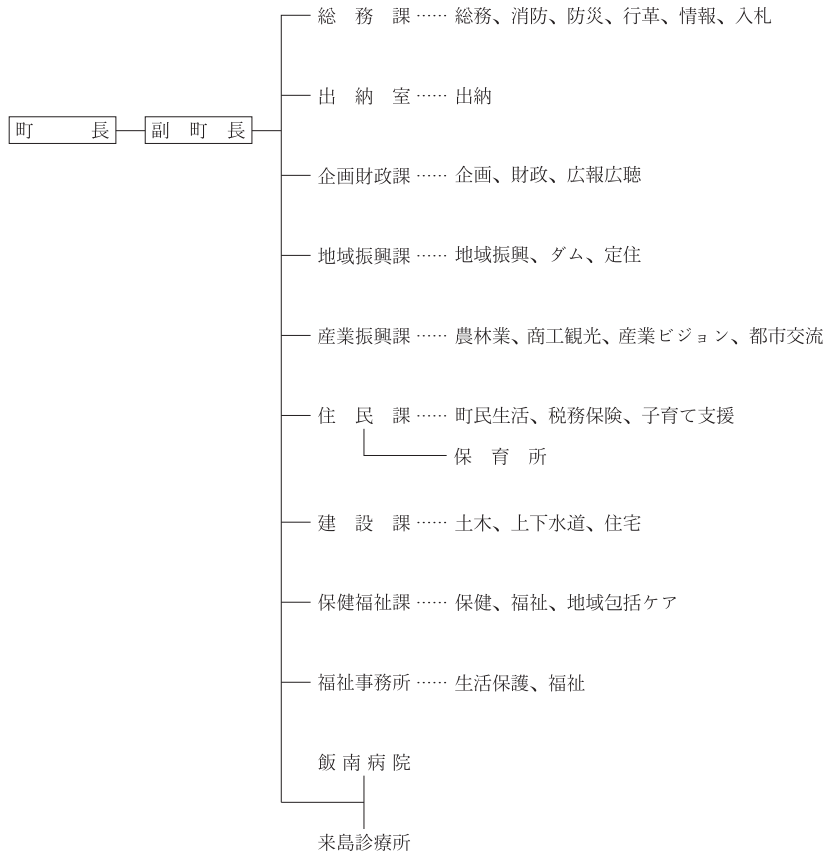 総務課……総務、消防、防災、行革、情報、入札
出納室……出納
町長
副町長
企画財政課……企画、財政、広報広聴
地域振興課……地域振興、ダム、定住
産業振興課……農林業、商工観光、産業ビジョン、都市交流
住民課……町民生活、税務保険、子育て支援
保育所
建設課……土木、上下水道、住宅
保健福祉課……保健、福祉、地域包括ケア
福祉事務所……生活保護、福祉
飯南病院
来島診療所